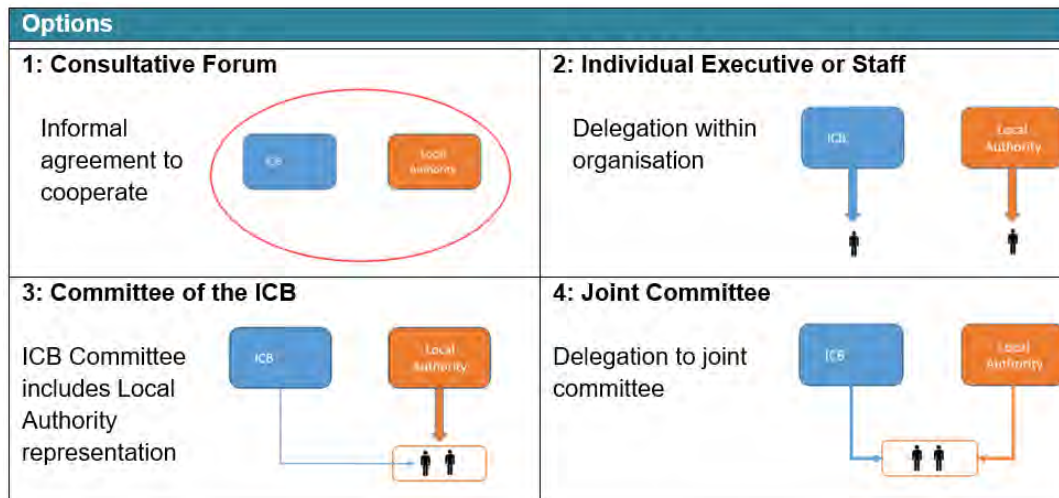 Options
1: Consultative Forum
Informal
agreement to
cooperate
ICB
Local
Authority
2: Individual Executive or Staff
Delegation within
organisation
ICB
Local
Authority
3: Committee of the ICB
ICB Committee
includes Local
Authority
representation
ICB
Local
Authority
4: Joint Committee
Delegation to joint
committee
ICB
Local
Authority